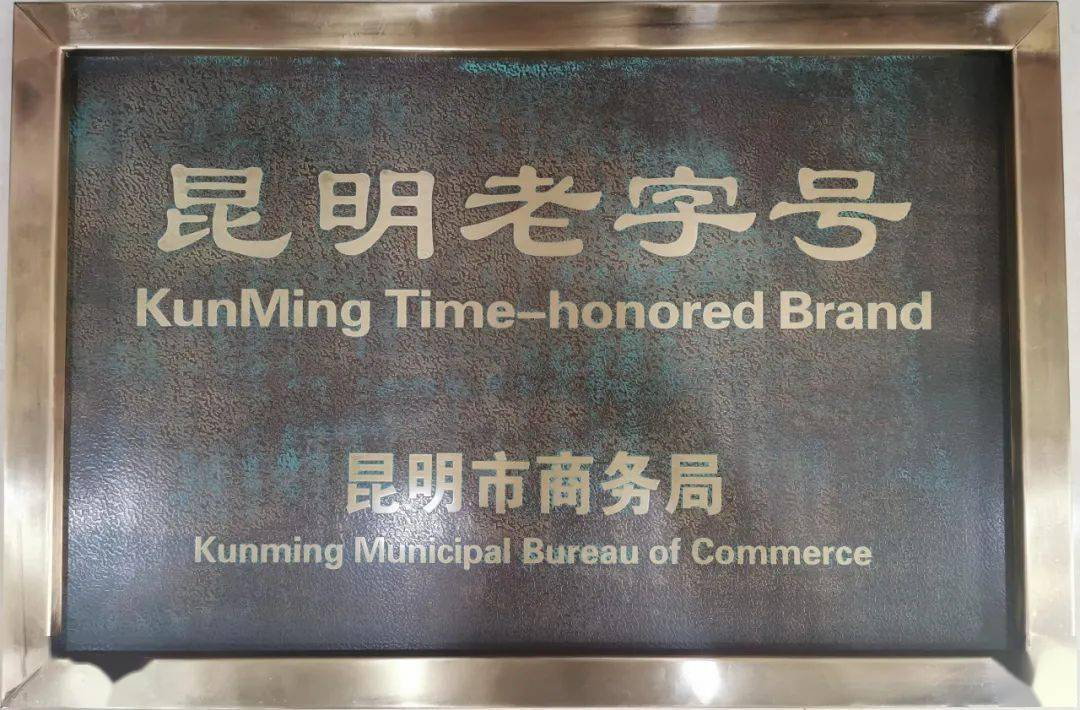 昆明老字号
KunMing Time-honored Brand
昆明市商务局
Kunming Municipal Bureau of Commerce